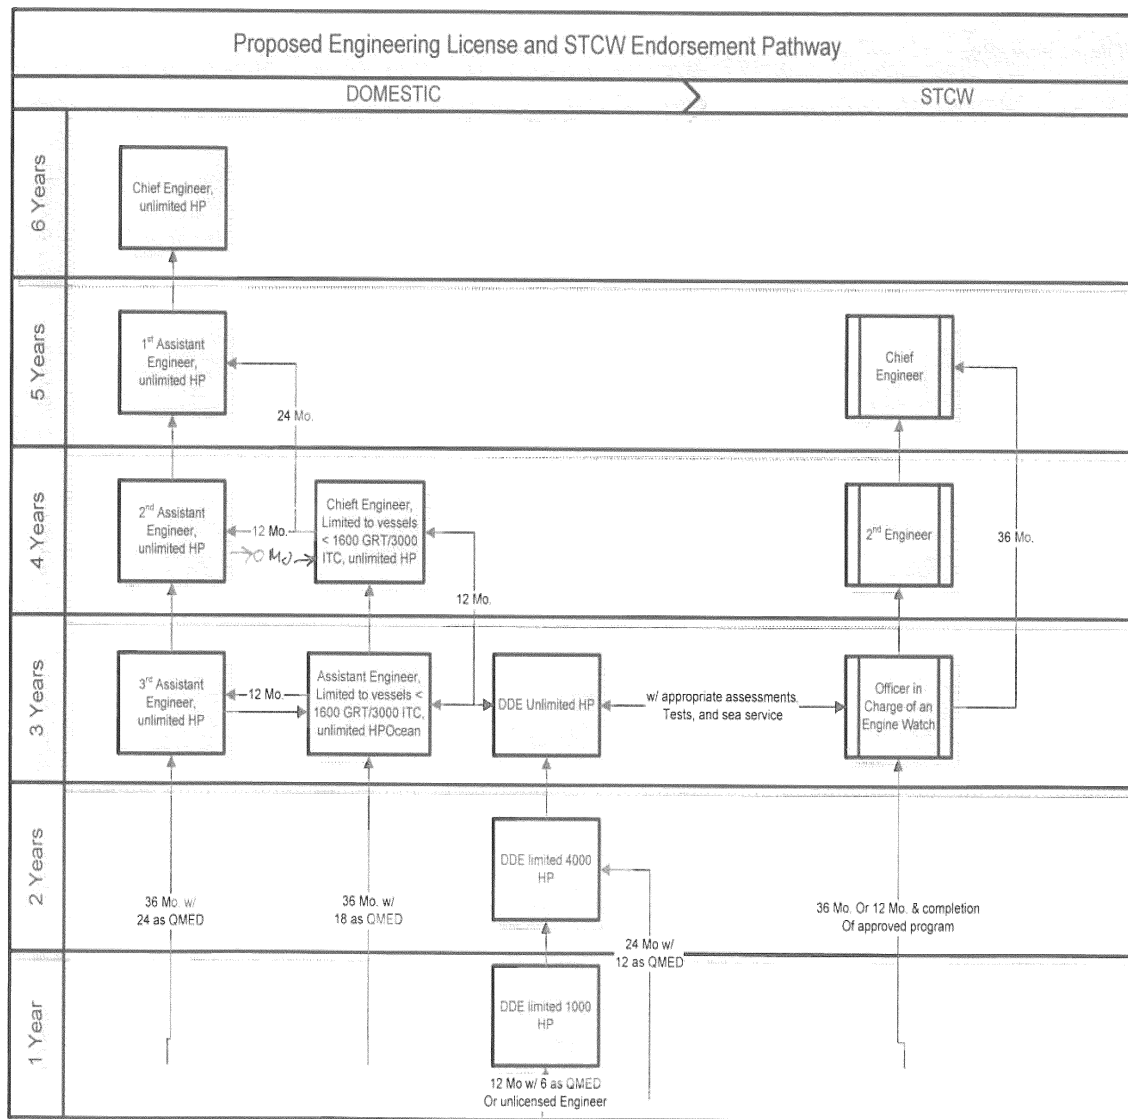 Proposed Engineering License and STCW Endorsement Pathway
DOMESTIC
STCW
6 Years
Chief Engineer,
unlimited HP
5 Years
1st Assistant
Engineer,
unlimited HP
Chief
Engineer
24 Mo.
4 Years
2nd Assistant
Engineer,
unlimited HP
12 Mo.
→0 Mo→
Chieft Engineer,
Limited to vessels
< 1600 GRT/3000
ITC, unlimited HP
2nd Engineer
36 Mo.
12 Mo.
3 Years
3rd Assistant
Engineer,
unlimited HP
12 Mo.
Assistant Engineer,
Limited to vessels <
1600 GRT/3000 ITC,
unlimited HPOcean
DDE Unlimited HP
w/ appropriate assessments,
Tests, and sea service
Officer in
Charge of an
Engine Watch
2 Years
36 Mo. w/
24 as QMED
36 Mo. w/
18 as QMED
DDE limited 4000
HP
24 Mo w/
12 as QMED
36 Mo. Or 12 Mo. & completion
Of approved program
1 Year
DDE limited 1000
HP
12 Mo w/ 6 as QMED
Or unlicensed Engineer